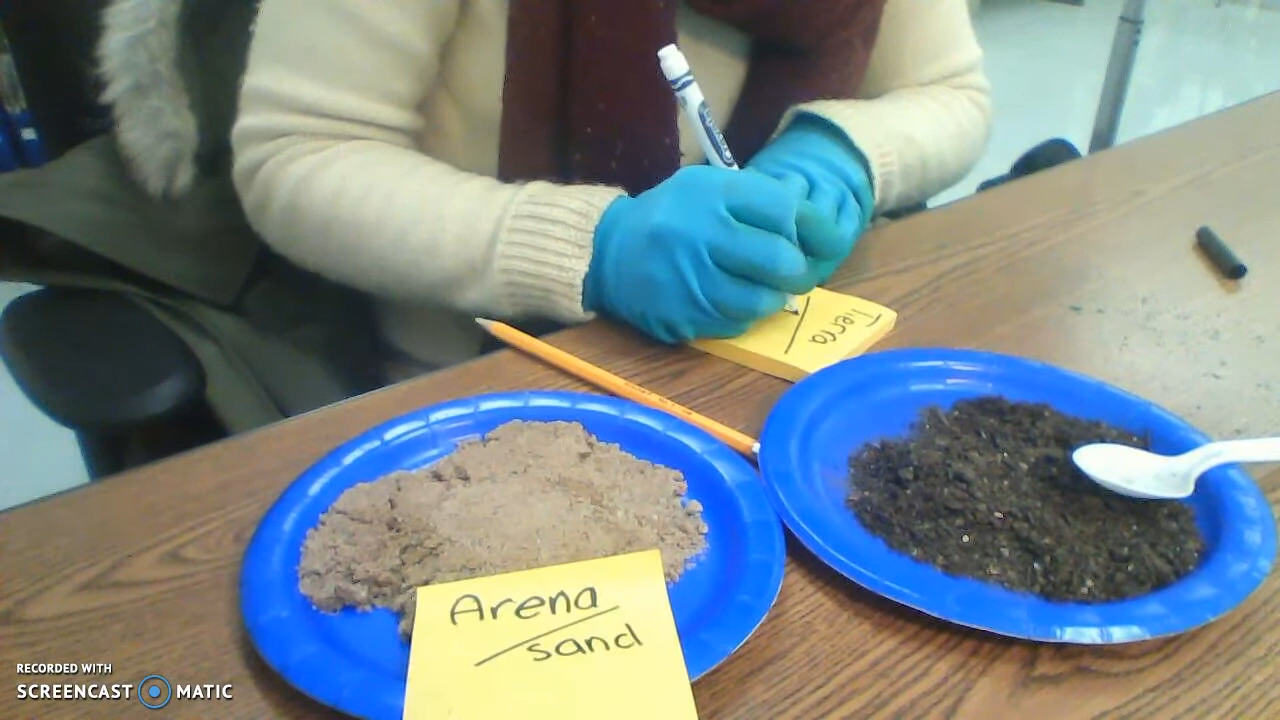 Tierra
Arena
sand
RECORDED WITH
SCREENCAST MATIC